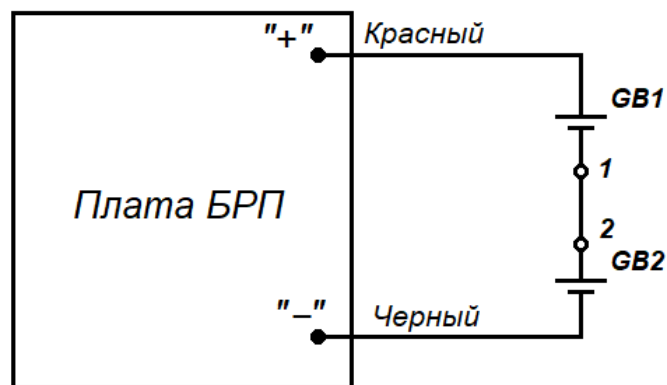 "+"
Красный
GB1
1
Плата БРП
2
GB2
"–"
Черный